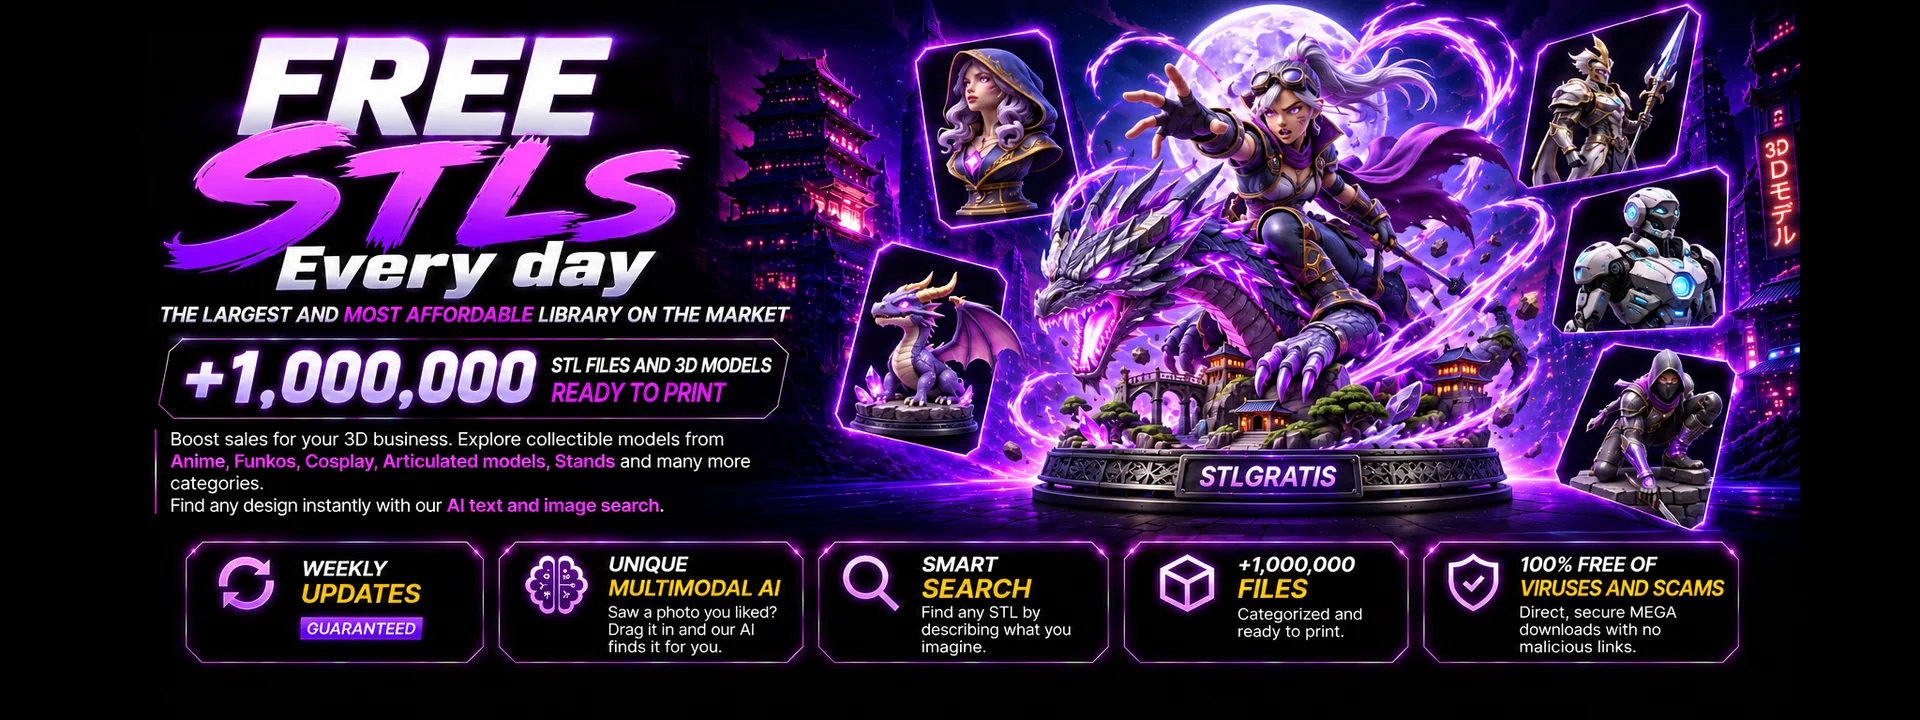 FREE
STLs
Every day
THE LARGEST AND MOST AFFORDABLE LIBRARY ON THE MARKET
+1,000,000
STL FILES AND 3D MODELS
READY TO PRINT
Boost sales for your 3D business. Explore collectible models from
Anime, Funkos, Cosplay, Articulated models, Stands and many more
categories.
Find any design instantly with our AI text and image search.
STLGRATIS
3D
Dモデル
WEEKLY
UPDATES
GUARANTEED
UNIQUE
MULTIMODAL AI
Saw a photo you liked?
Drag it in and our AI
finds it for you.
SMART
SEARCH
Find any STL by
describing what you
imagine.
+1,000,000
FILES
Categorized and
ready to print.
100% FREE OF
VIRUSES AND SCAMS
Direct, secure MEGA
downloads with no
malicious links.